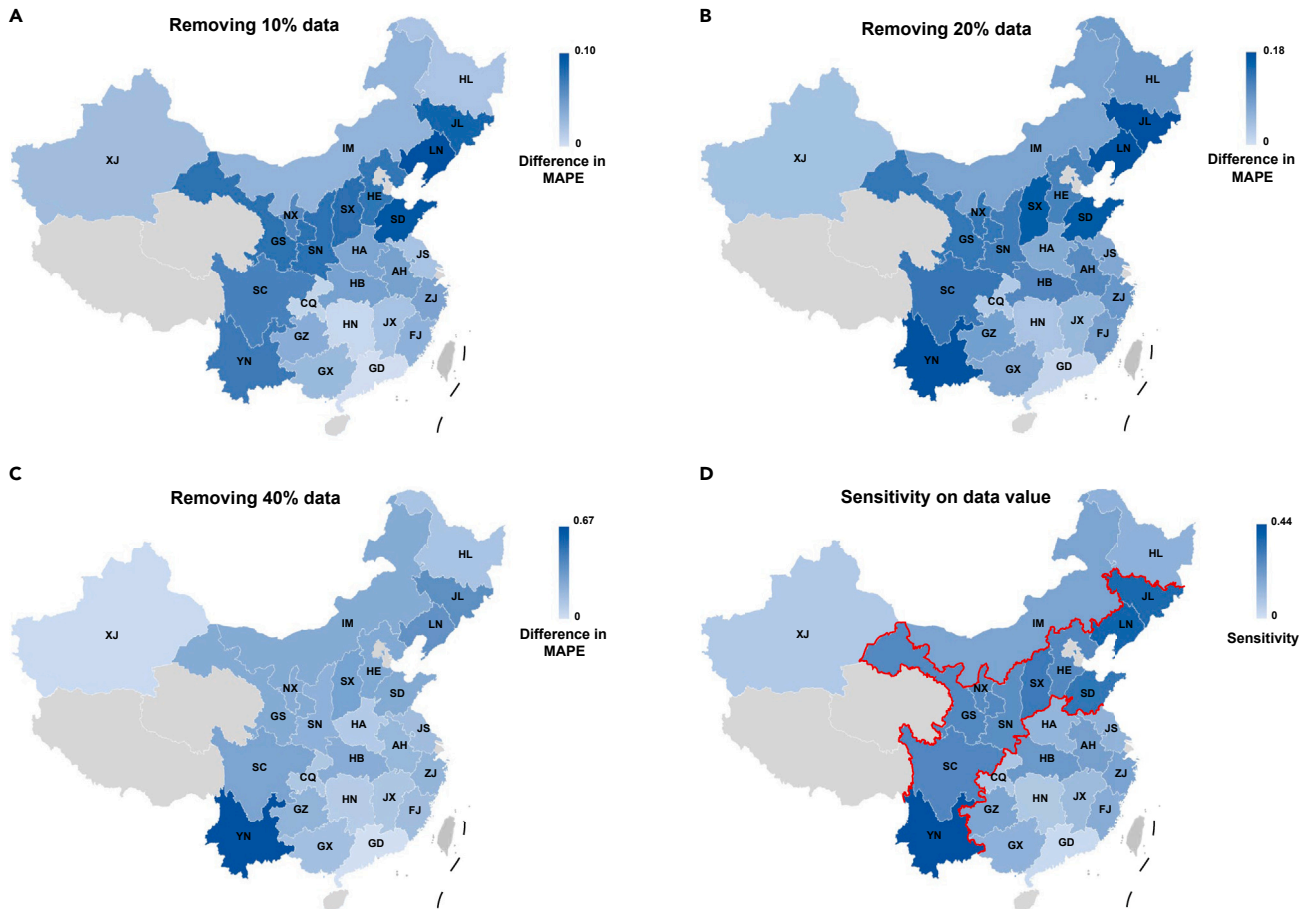 A
Removing 10% data
0.10
0
Difference in
MAPE
HL
JL
LN
XJ
IM
HE
NX
SX
SD
GS
SN
HA
JS
AH
SC
HB
CQ
ZJ
HN
JX
GZ
FJ
YN
GX
GD
B
Removing 20% data
0.18
0
Difference in
MAPE
HL
JL
LN
XJ
IM
HE
NX
SX
SD
GS
SN
HA
JS
AH
SC
HB
CQ
ZJ
HN
JX
GZ
FJ
YN
GX
GD
C
Removing 40% data
0.67
0
Difference in
MAPE
HL
JL
LN
XJ
IM
HE
NX
SX
SD
GS
SN
HA
JS
AH
SC
HB
CQ
ZJ
HN
JX
GZ
FJ
YN
GX
GD
D
Sensitivity on data value
0.44
0
Sensitivity
HL
JL
LN
XJ
IM
HE
NX
SX
SD
GS
SN
HA
JS
AH
SC
HB
CQ
ZJ
HN
JX
GZ
FJ
YN
GX
GD